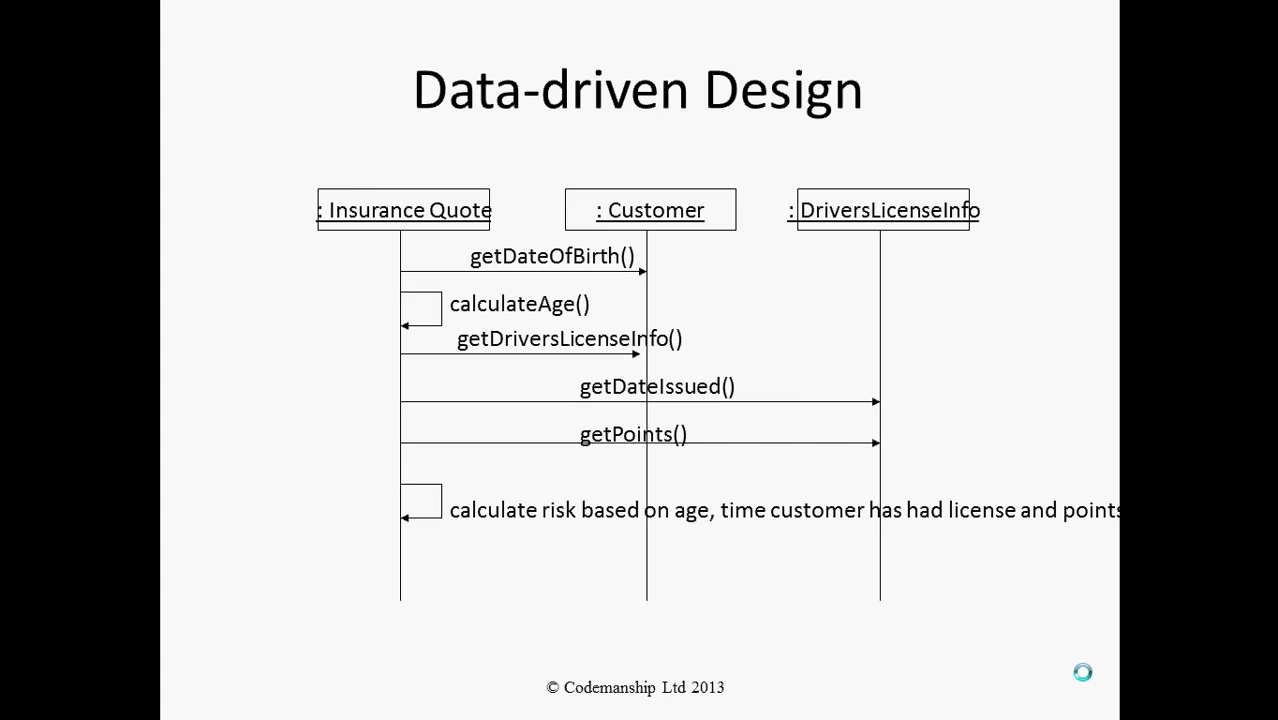 Data-driven Design
: Insurance Quote
: Customer
: DriversLicenseInfo
getDateOfBirth()
calculateAge()
getDriversLicenseInfo()
getDateIssued()
getPoints()
calculate risk based on age, time customer has had license and points
© Codemanship Ltd 2013